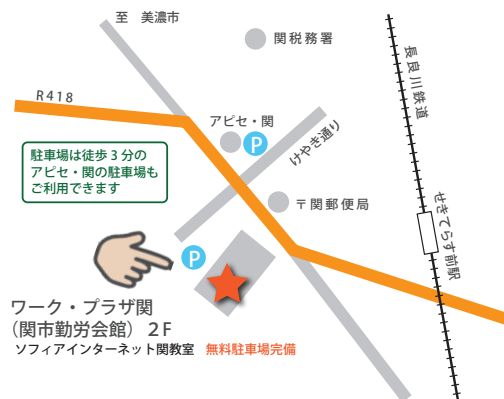 至　美濃市
関税務署
長良川鉄道
R418
アピセ・関
P
けやき通り
駐車場は徒歩3分の
アピセ・関の駐車場も
ご利用できます
〒関郵便局
せきてらす前駅
P
ワーク・プラザ関
（関市勤労会館）2F
ソフィアインターネット関教室　無料駐車場完備